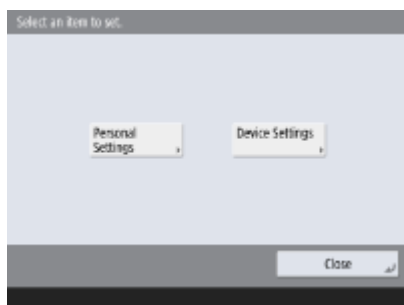 Select an item to set.
Personal
Settings
Device Settings
Close